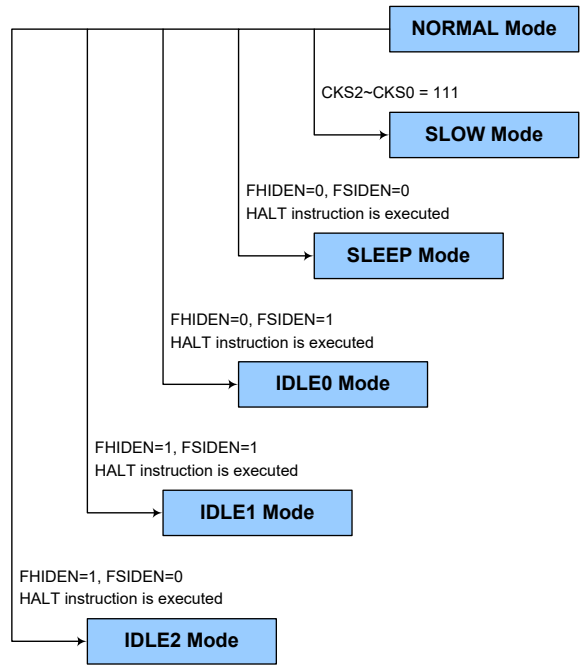 NORMAL Mode
CKS2~CKS0 = 111
SLOW Mode
FHIDEN=0, FSIDEN=0
HALT instruction is executed
SLEEP Mode
FHIDEN=0, FSIDEN=1
HALT instruction is executed
IDLE0 Mode
FHIDEN=1, FSIDEN=1
HALT instruction is executed
IDLE1 Mode
FHIDEN=1, FSIDEN=0
HALT instruction is executed
IDLE2 Mode